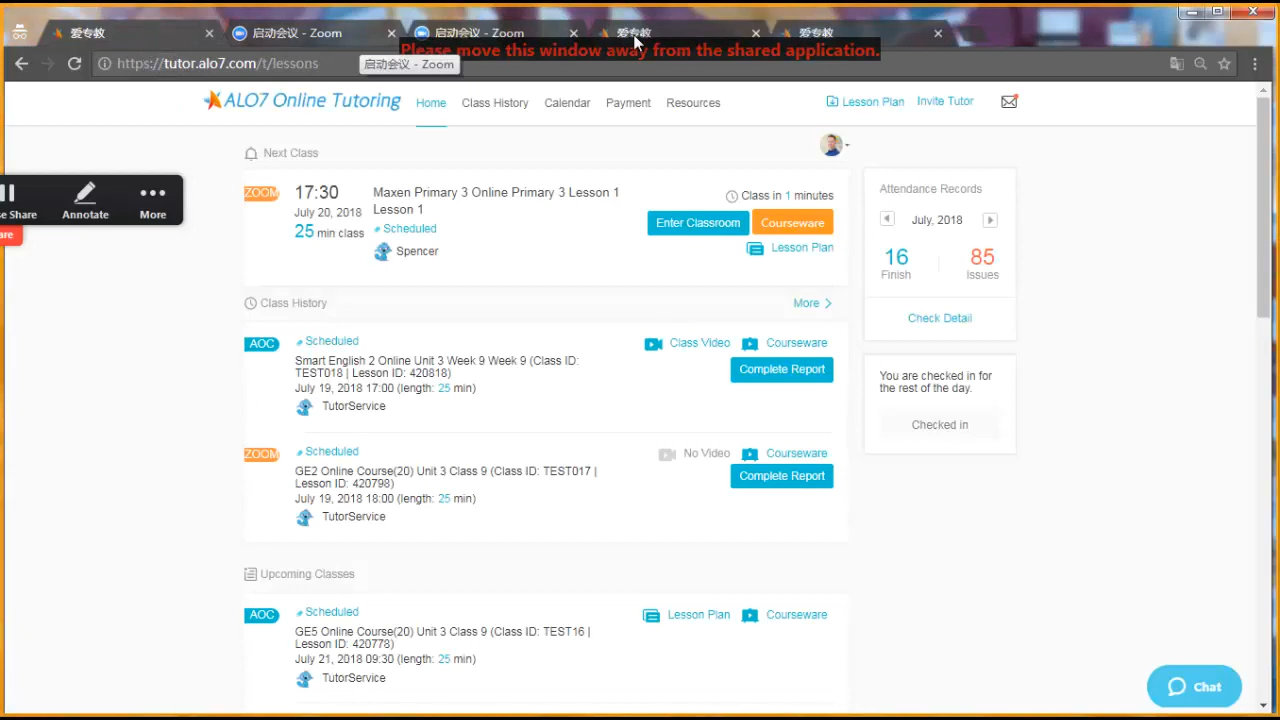 爱专教
启动会议 - Zoom
启动会议 - Zoom
爱专教
爱专教
Please move this window away from the shared application.
https://tutor.alo7.com/t/lessons
启动会议 - Zoom
ALO7 Online Tutoring
Home
Class History
Calendar
Payment
Resources
Lesson Plan
Invite Tutor
Next Class
ZOOM
17:30
July 20, 2018
25 min class
Maxen Primary 3 Online Primary 3 Lesson 1
Lesson 1
Scheduled
Spencer
Class in 1 minutes
Enter Classroom
Courseware
Lesson Plan
se Share
Annotate
More
are
Attendance Records
July, 2018
16
Finish
85
Issues
Check Detail
You are checked in for
the rest of the day.
Checked in
Class History
More
AOC
Scheduled
Smart English 2 Online Unit 3 Week 9 Week 9 (Class ID:
TEST018 | Lesson ID: 420818)
July 19, 2018 17:00 (length: 25 min)
TutorService
Class Video
Courseware
Complete Report
ZOOM
Scheduled
GE2 Online Course(20) Unit 3 Class 9 (Class ID: TEST017 |
Lesson ID: 420798)
July 19, 2018 18:00 (length: 25 min)
TutorService
No Video
Courseware
Complete Report
Upcoming Classes
AOC
Scheduled
GE5 Online Course(20) Unit 3 Class 9 (Class ID: TEST16 |
Lesson ID: 420778)
July 21, 2018 09:30 (length: 25 min)
TutorService
Lesson Plan
Courseware
Chat